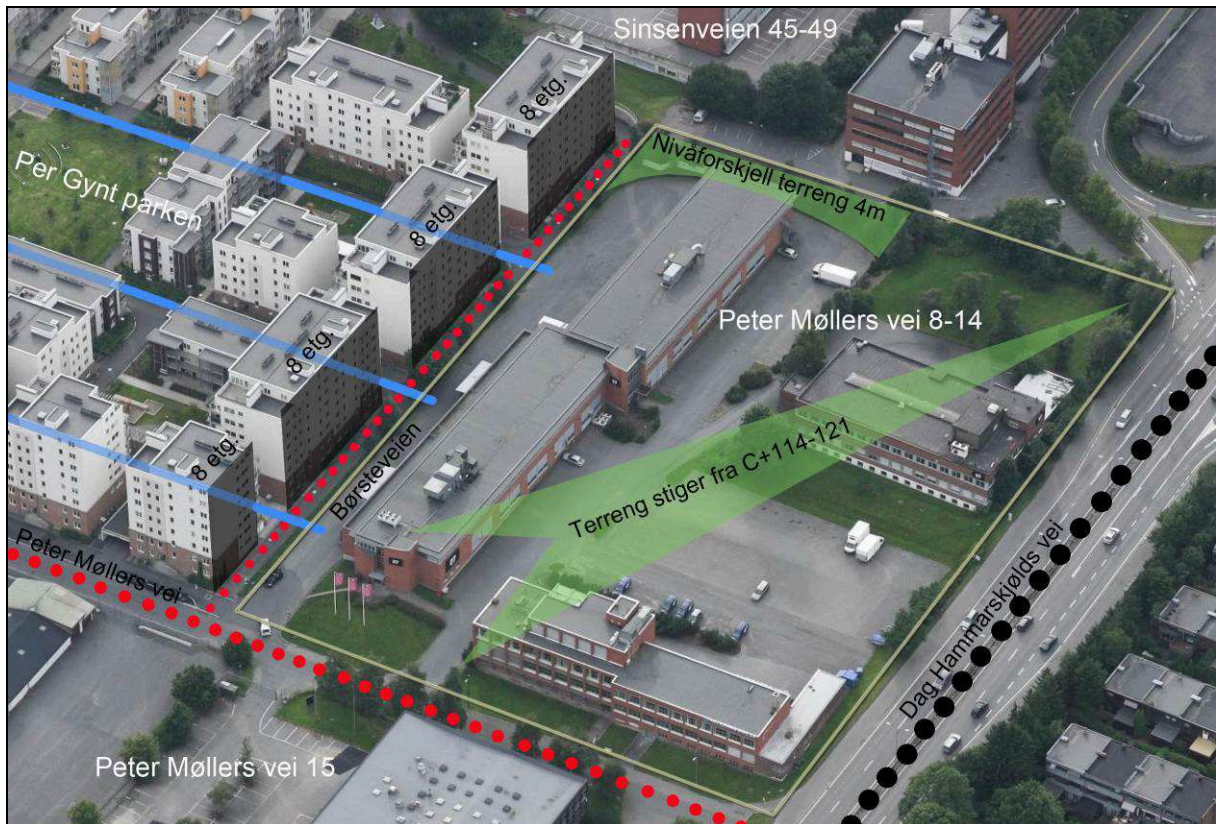 Sinsenveien 45-49
8 etg.
Nivåforskjell terreng 4m
Per Gynt parken
8 etg.
Peter Møllers vei 8-14
8 etg.
Børsteveien
Terreng stiger fra C+114-121
8 etg.
Peter Møllers vei
Dag Hammarskjølds vei
Peter Møllers vei 15